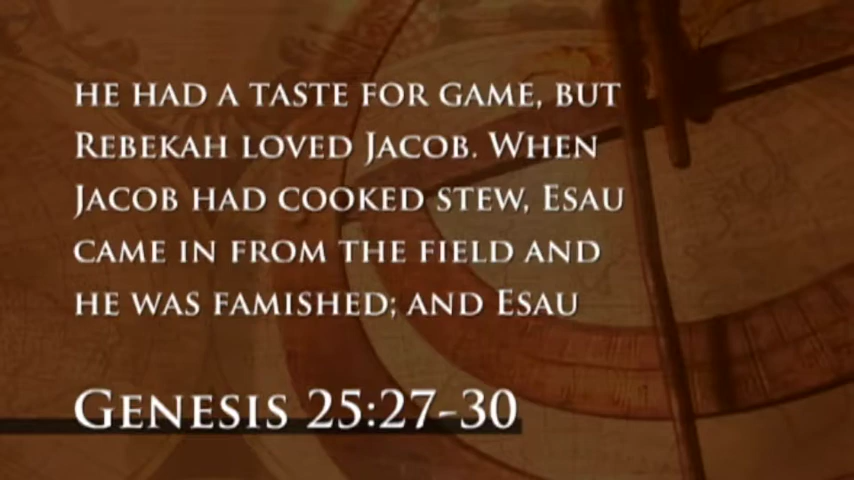 he had a taste for game, but
Rebekah loved Jacob. When
Jacob had cooked stew, Esau
came in from the field and
he was famished; and Esau
Genesis 25:27-30